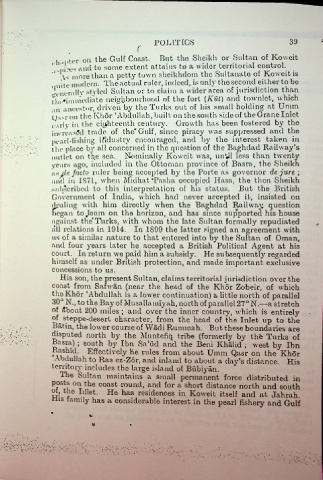 POLITICS 39
chapter on the Gulf Coast. But the Sheikh or Sultan of Koweit
aspires and to some extent attains to a wider territorial control.
As more than a petty town sheikhdom the Sultanate of Koweit is
quite modern. The actual ruler, indeed, is only the second either to be
generally styled Sultan or to claim a wider area of jurisdiction than
the immediate neighbourhood of the fort (Kūt) and townlet, which
an ancestor, driven by the Turks out of his small holding at Umm
Qasr on the Khōr 'Abdullah, built on the south side of the Grane Inlet
early in the eighteenth century. Growth has been fostered by the
increased trade of the Gulf, since piracy was suppressed and the
pearl-fishing industry encouraged, and by the interest taken in
the place by all concerned in the question of the Baghdad Railway's
outlet on the sea. Nominally Koweit was, until less than twenty
years ago, included in the Ottoman province of Basra, the Sheikh
as de facto ruler being accepted by the Porte as governor de jure;
and in 1871, when Midhat Pasha occupied Hasa, the then Sheikh
subscribed to this interpretation of his status. But the British
Government of India, which had never accepted it, insisted on
dealing with him directly when the Baghdad Railway question
began to loom on the horizon, and has since supported his house
against the Turks, with whom the late Sultan formally repudiated
all relations in 1914. In 1899 the latter signed an agreement with
us of a similar nature to that entered into by the Sultan of Oman,
and four years later he accepted a British Political Agent at his
court. In return we paid him a subsidy. He subsequently regarded
himself as under British protection, and made important exclusive
concessions to us.
His son, the present Sultan, claims territorial jurisdiction over the
coast from Safwān (near the head of the Khōr Zobeir, of which
the Khōr 'Abdullah is a lower continuation) a little north of parallel
30° N., to the Bay of Musallamīyah, north of parallel 27° N.—a stretch
of about 200 miles; and over the inner country, which is entirely
of steppe-desert character, from the head of the Inlet up to the
Bātin, the lower course of Wādi Rummah. But these boundaries are
disputed north by the Muntefiq tribe (formerly by the Turks of
Basra); south by Ibn Sa'ūd and the Beni Khālid; west by Ibn
Rashīd. Effectively he rules from about Umm Qasr on the Khōr
'Abdullah to Ras ez-Zōr, and inland to about a day's distance. His
territory includes the large island of Būbiyān.
The Sultan maintains a small permanent force distributed in
posts on the coast round, and for a short distance north and south
of, the Inlet. He has residences in Koweit itself and at Jahrah.
His family has a considerable interest in the pearl fishery and Gulf